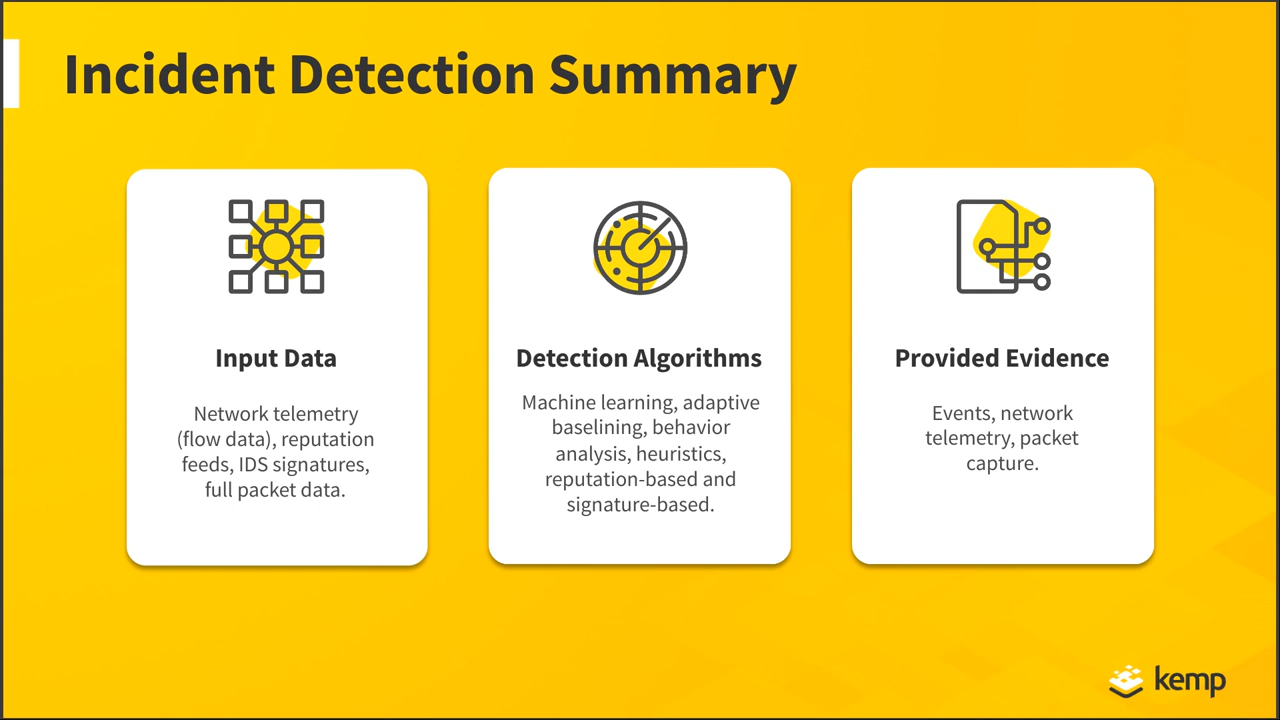 Incident Detection Summary
Input Data
Network telemetry
(flow data), reputation
feeds, IDS signatures,
full packet data.
Detection Algorithms
Machine learning, adaptive
baselining, behavior
analysis, heuristics,
reputation-based and
signature-based.
Provided Evidence
Events, network
telemetry, packet
capture.
kemp